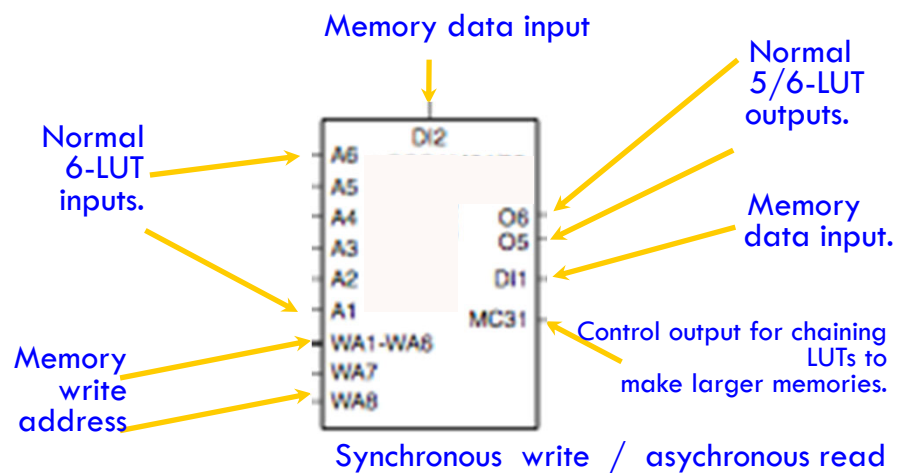 Memory data input
Normal
5/6-LUT
outputs.
Normal
6-LUT
inputs.
DI2
A6
A5
A4
A3
A2
A1
WA1-WA6
WA7
WA8
O6
O5
DI1
MC31
Memory
data input.
Control output for chaining
LUTs to
make larger memories.
Memory
write
address
Synchronous write / asychronous read